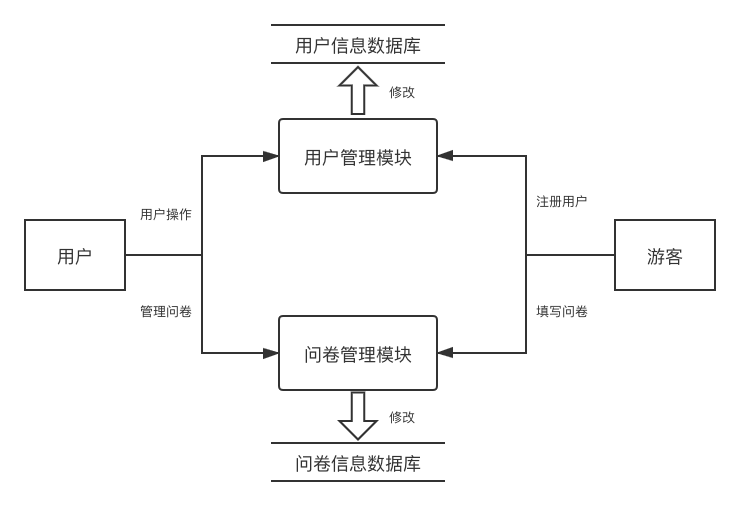 用户信息数据库
修改
用户管理模块
注册用户
用户操作
用户
游客
管理问卷
填写问卷
问卷管理模块
修改
问卷信息数据库